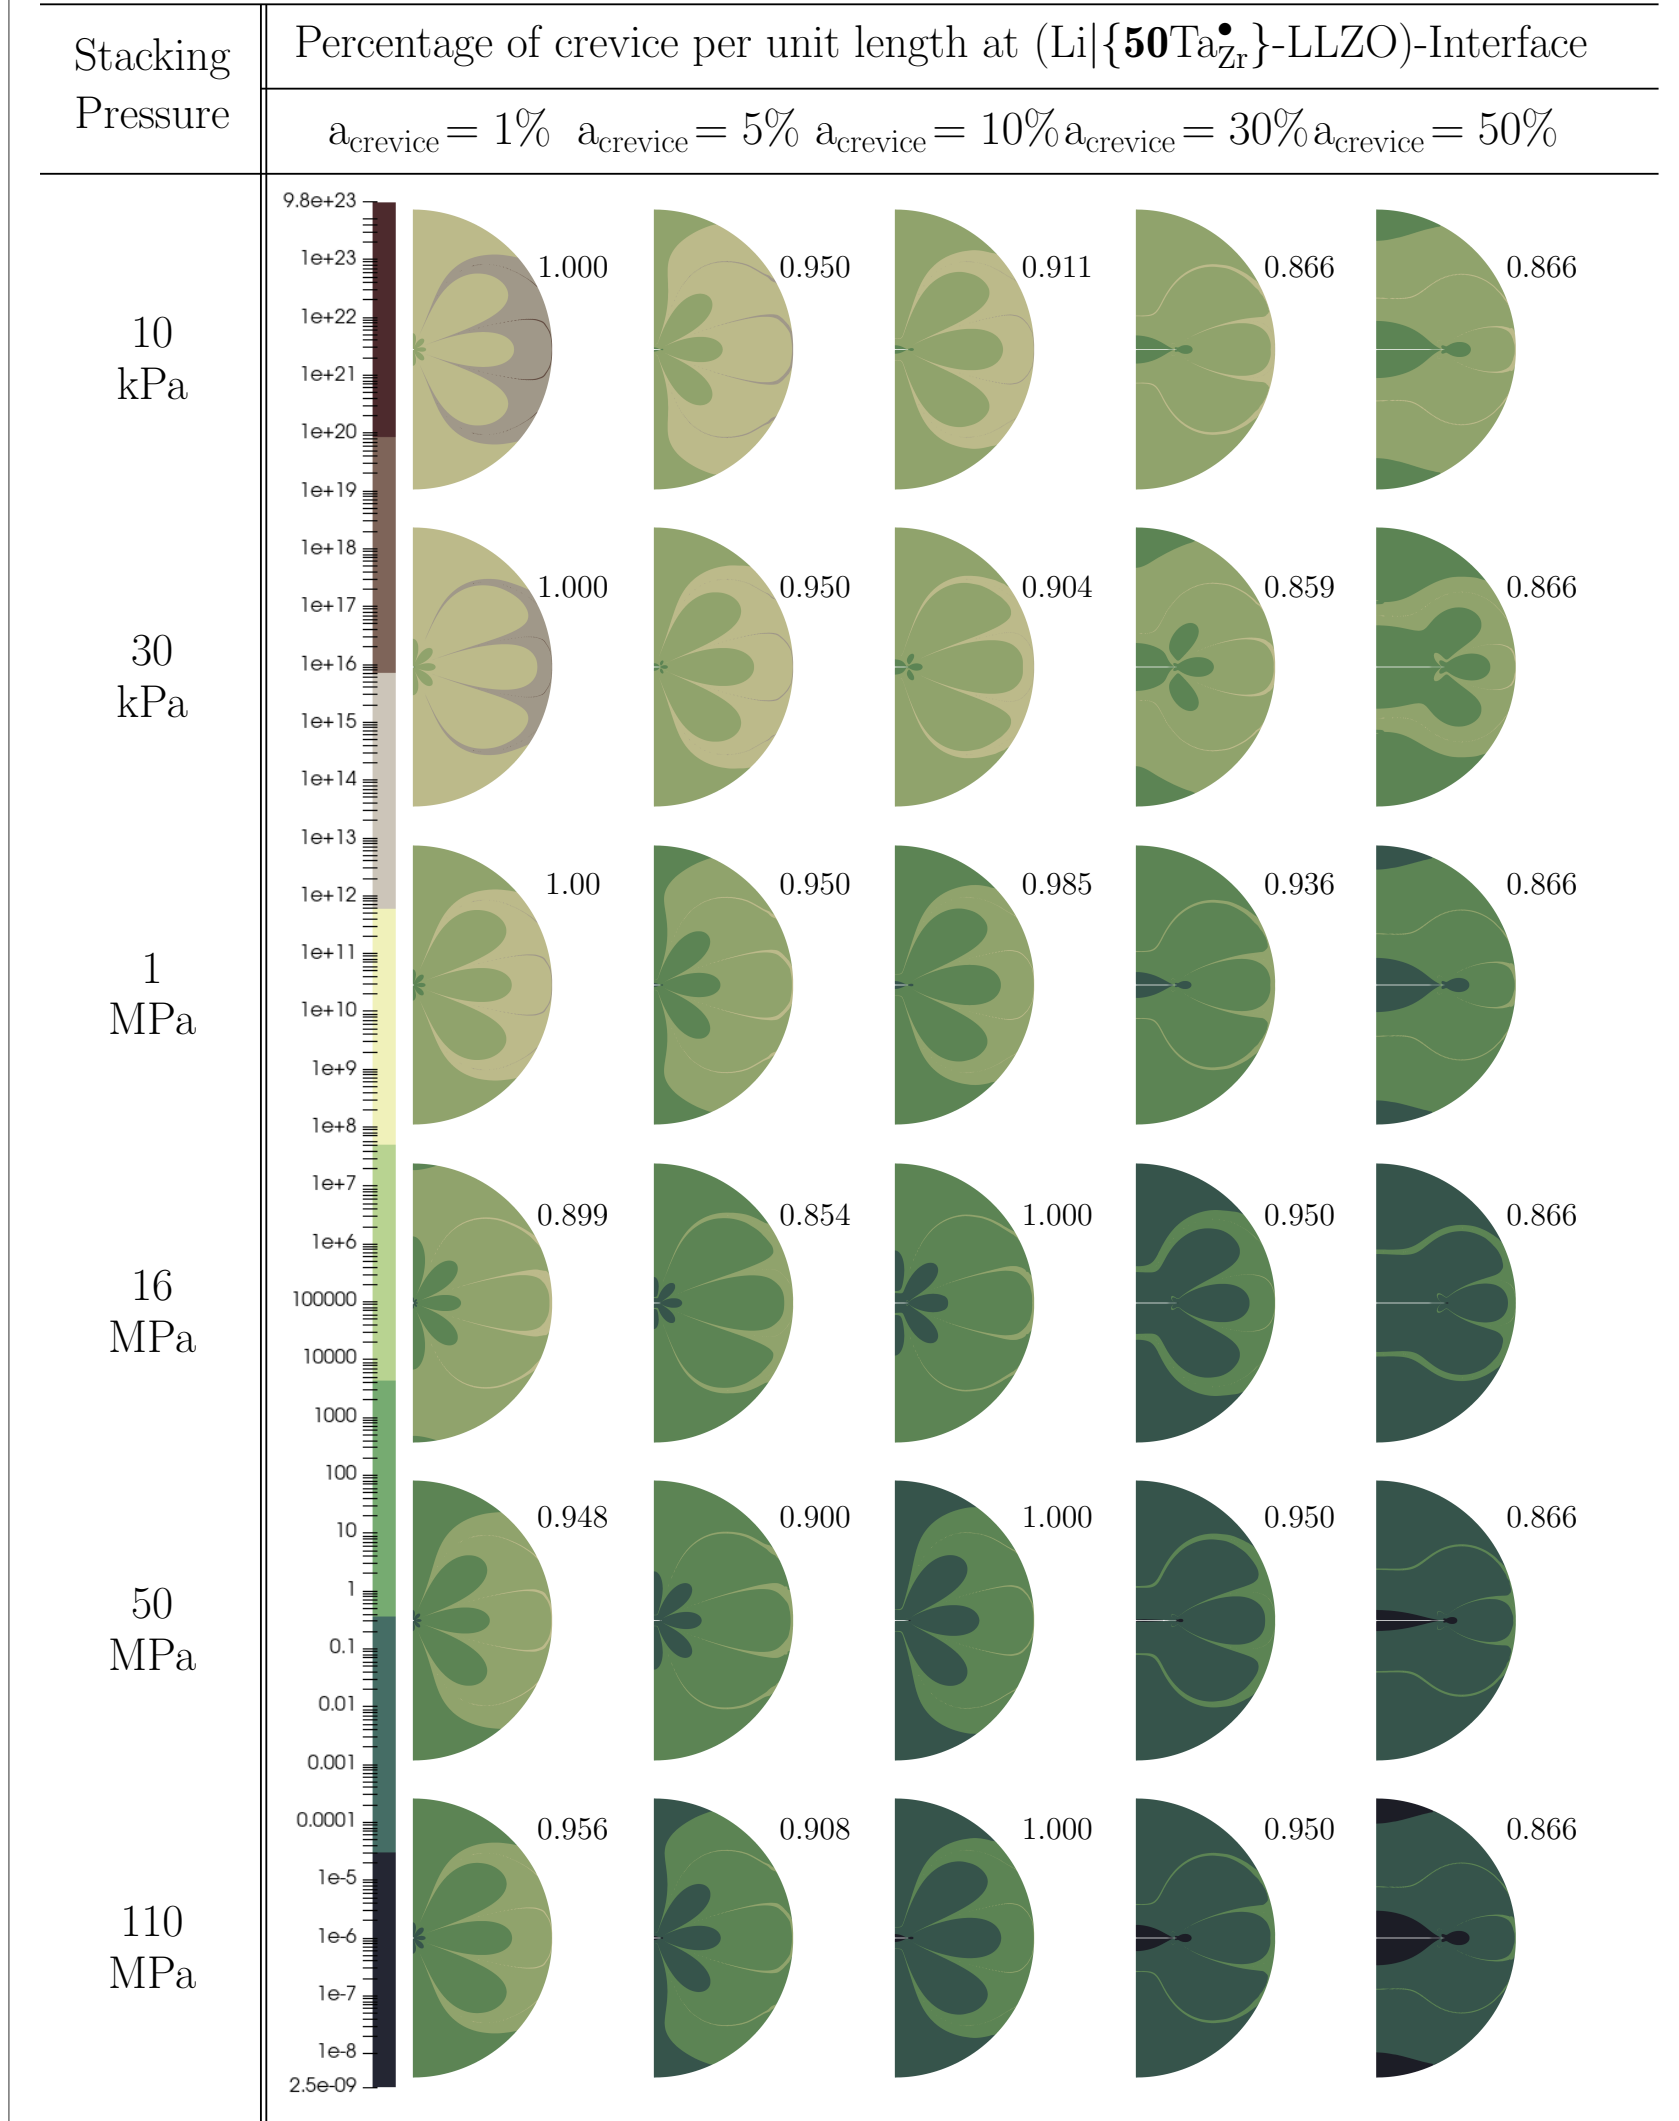 Stacking Pressure
Percentage of crevice per unit length at (Li|{50Ta•Zr}-LLZO)-Interface
acrevice = 1% acrevice = 5% acrevice = 10% acrevice = 30% acrevice = 50%
10 kPa
1.000 0.950 0.911 0.866 0.866
30 kPa
1.000 0.950 0.904 0.859 0.866
1 MPa
1.00 0.950 0.985 0.936 0.866
16 MPa
0.899 0.854 1.000 0.950 0.866
50 MPa
0.948 0.900 1.000 0.950 0.866
110 MPa
0.956 0.908 1.000 0.950 0.866
9.8e+23
1e+23
1e+22
1e+21
1e+20
1e+19
1e+18
1e+17
1e+16
1e+15
1e+14
1e+13
1e+12
1e+11
1e+10
1e+9
1e+8
1e+7
1e+6
100000
10000
1000
100
10
1
0.1
0.01
0.001
0.0001
1e-5
1e-6
1e-7
1e-8
2.5e-09